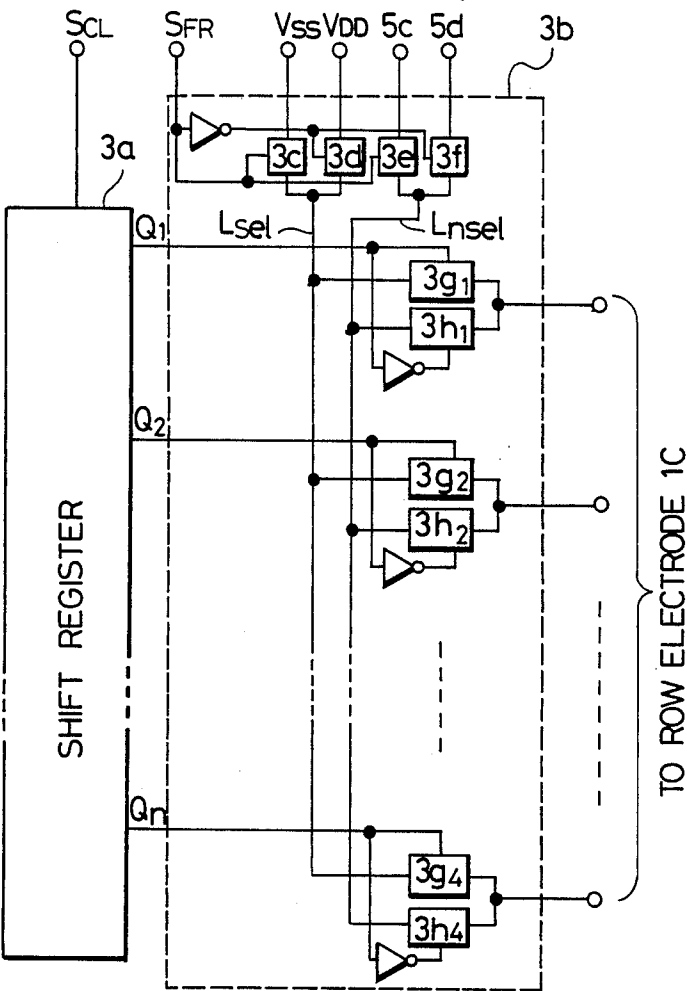 SCL
SFR
VSS
VDD
5c
5d
3b
3a
3c
3d
3e
3f
Lsel
Lnsel
Q1
3g1
3h1
Q2
3g2
3h2
SHIFT REGISTER
TO ROW ELECTRODE 1C
Qn
3g4
3h4